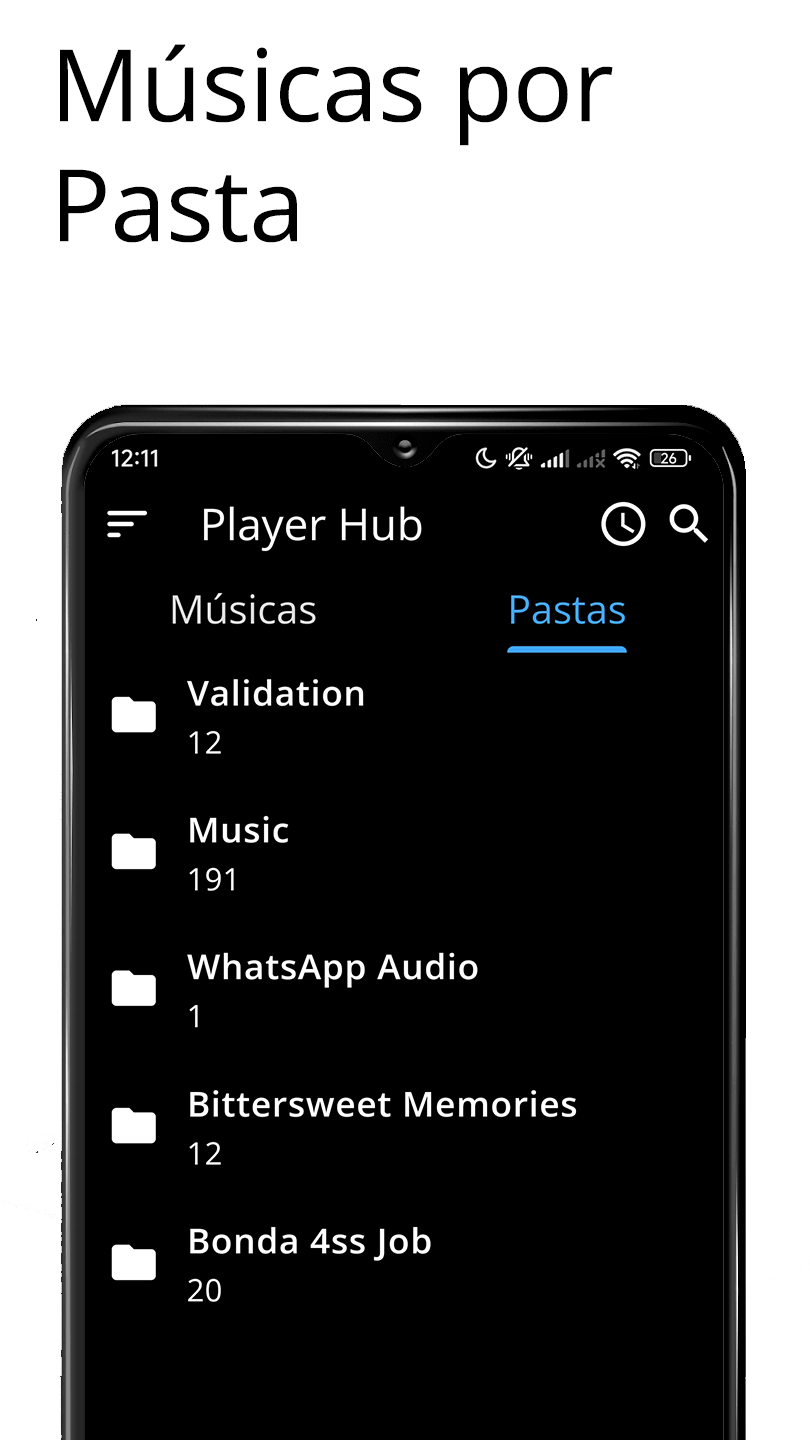 Músicas por
Pasta
12:11
26
Player Hub
Músicas
Pastas
Validation
12
Music
191
WhatsApp Audio
1
Bittersweet Memories
12
Bonda 4ss Job
20